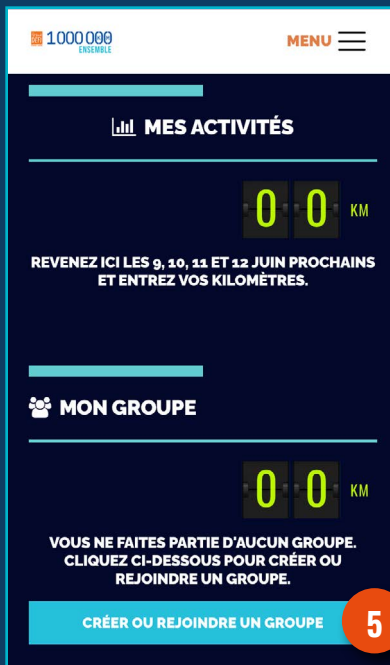 1000 000
ENSEMBLE
MENU
MES ACTIVITÉS
0 0 KM
REVENEZ ICI LES 9, 10, 11 ET 12 JUIN PROCHAINS
ET ENTREZ VOS KILOMÈTRES.
MON GROUPE
0 0 KM
VOUS NE FAITES PARTIE D'AUCUN GROUPE.
CLIQUEZ CI-DESSOUS POUR CRÉER OU
REJOINDRE UN GROUPE.
CRÉER OU REJOINDRE UN GROUPE
5